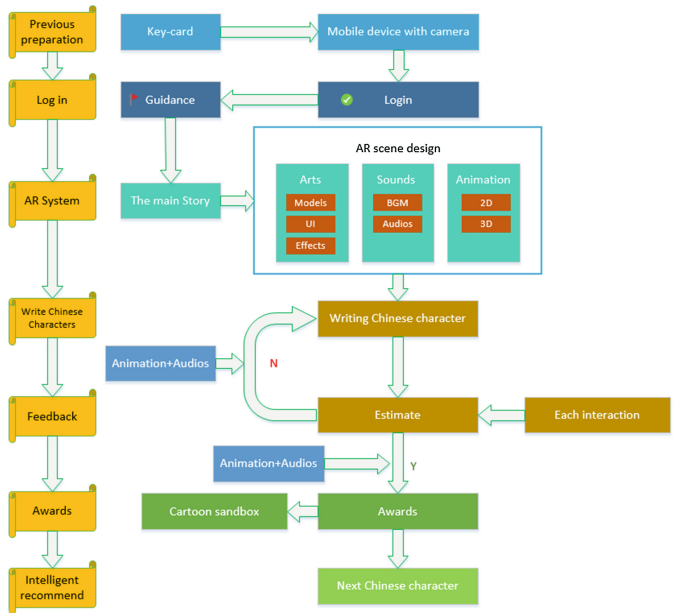 Previous
preparation
Key-card
Mobile device with camera
Log in
Guidance
Login
AR System
The main Story
AR scene design
Arts
Models
UI
Effects
Sounds
BGM
Audios
Animation
2D
3D
Write Chinese
Characters
Writing Chinese character
Animation+Audios
N
Feedback
Estimate
Each interaction
Animation+Audios
Y
Awards
Cartoon sandbox
Awards
Intelligent
recommend
Next Chinese character